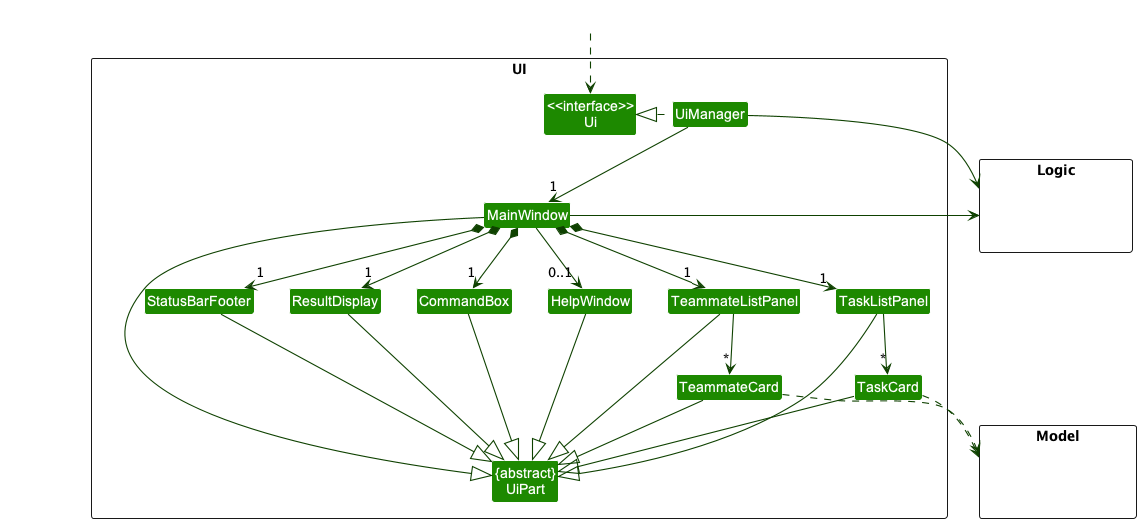 UI
<<interface>>
Ui
UiManager
Logic
1
MainWindow
1
1
1
0..1
1
1
StatusBarFooter
ResultDisplay
CommandBox
HelpWindow
TeammateListPanel
TaskListPanel
*
*
TeammateCard
TaskCard
Model
{abstract}
UiPart